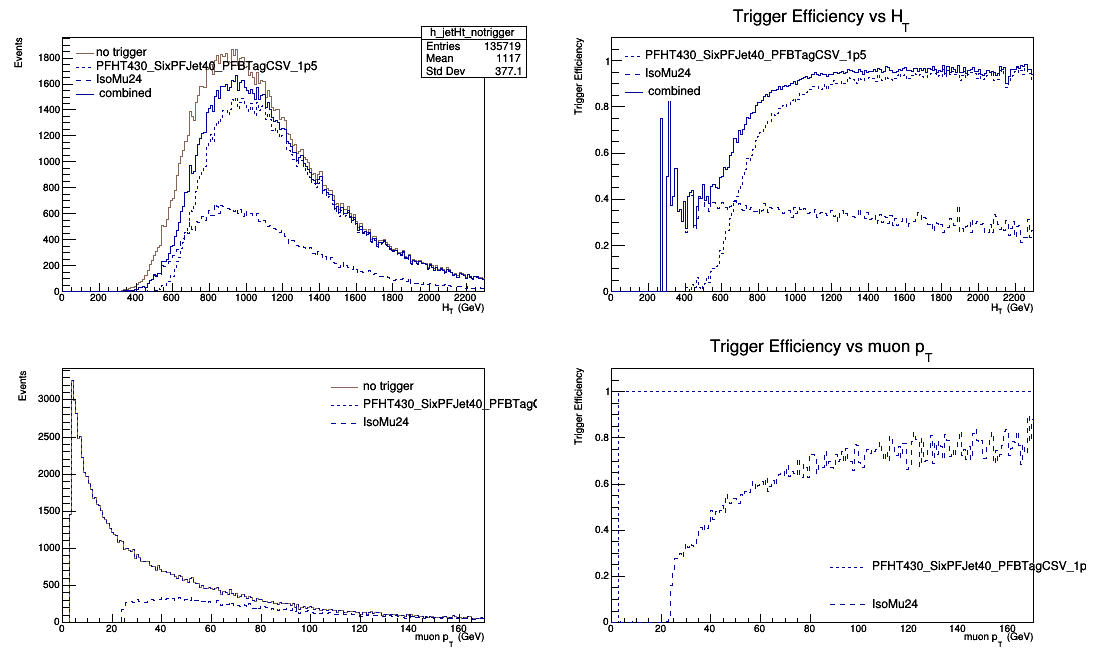 h_jetHt_notrigger
Entries 135719
Mean 1117
Std Dev 377.1
Events
1800
1600
1400
1200
1000
800
600
400
200
0
no trigger
PFHT430_SixPFJet40_PFBTagCSV_1p5
IsoMu24
combined
0 200 400 600 800 1000 1200 1400 1600 1800 2000 2200
H_T (GeV)
Trigger Efficiency vs H_T
Trigger Efficiency
1
0.8
0.6
0.4
0.2
0
PFHT430_SixPFJet40_PFBTagCSV_1p5
IsoMu24
combined
0 200 400 600 800 1000 1200 1400 1600 1800 2000 2200
H_T (GeV)
Events
3000
2500
2000
1500
1000
500
0
no trigger
PFHT430_SixPFJet40_PFBTag
IsoMu24
0 20 40 60 80 100 120 140 160
muon p_T (GeV)
Trigger Efficiency vs muon p_T
Trigger Efficiency
1
0.8
0.6
0.4
0.2
0
PFHT430_SixPFJet40_PFBTagCSV_1p
IsoMu24
0 20 40 60 80 100 120 140 160
muon p_T (GeV)